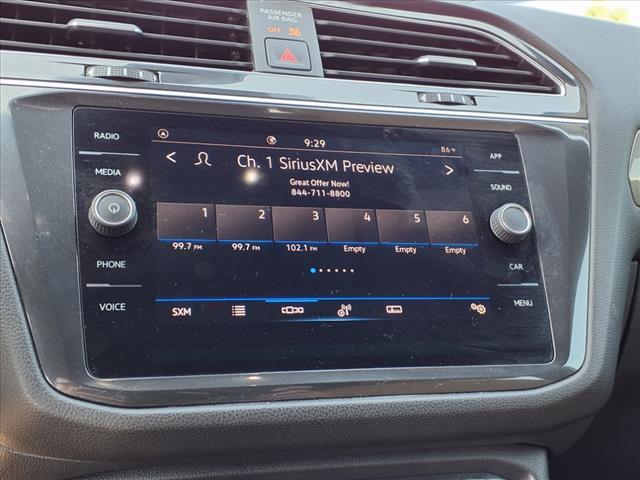 PASSENGER
AIR BAG
OFF
RADIO
MEDIA
PHONE
VOICE
9:29
86°F
Ch. 1 SiriusXM Preview
Great Offer Now!
844-711-8800
1 2 3 4 5 6
99.7 FM 99.7 FM 102.1 FM Empty Empty Empty
SXM
APP
SOUND
CAR
MENU